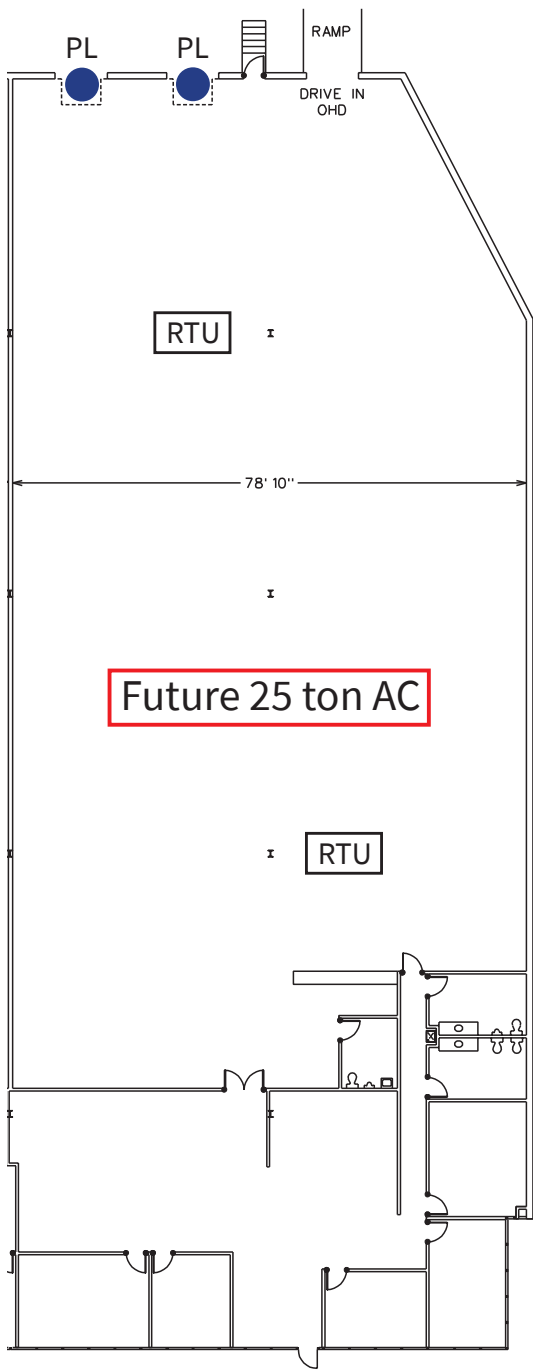 RAMP
PL
PL
DRIVE IN
OHD
RTU
78' 10''
Future 25 ton AC
RTU